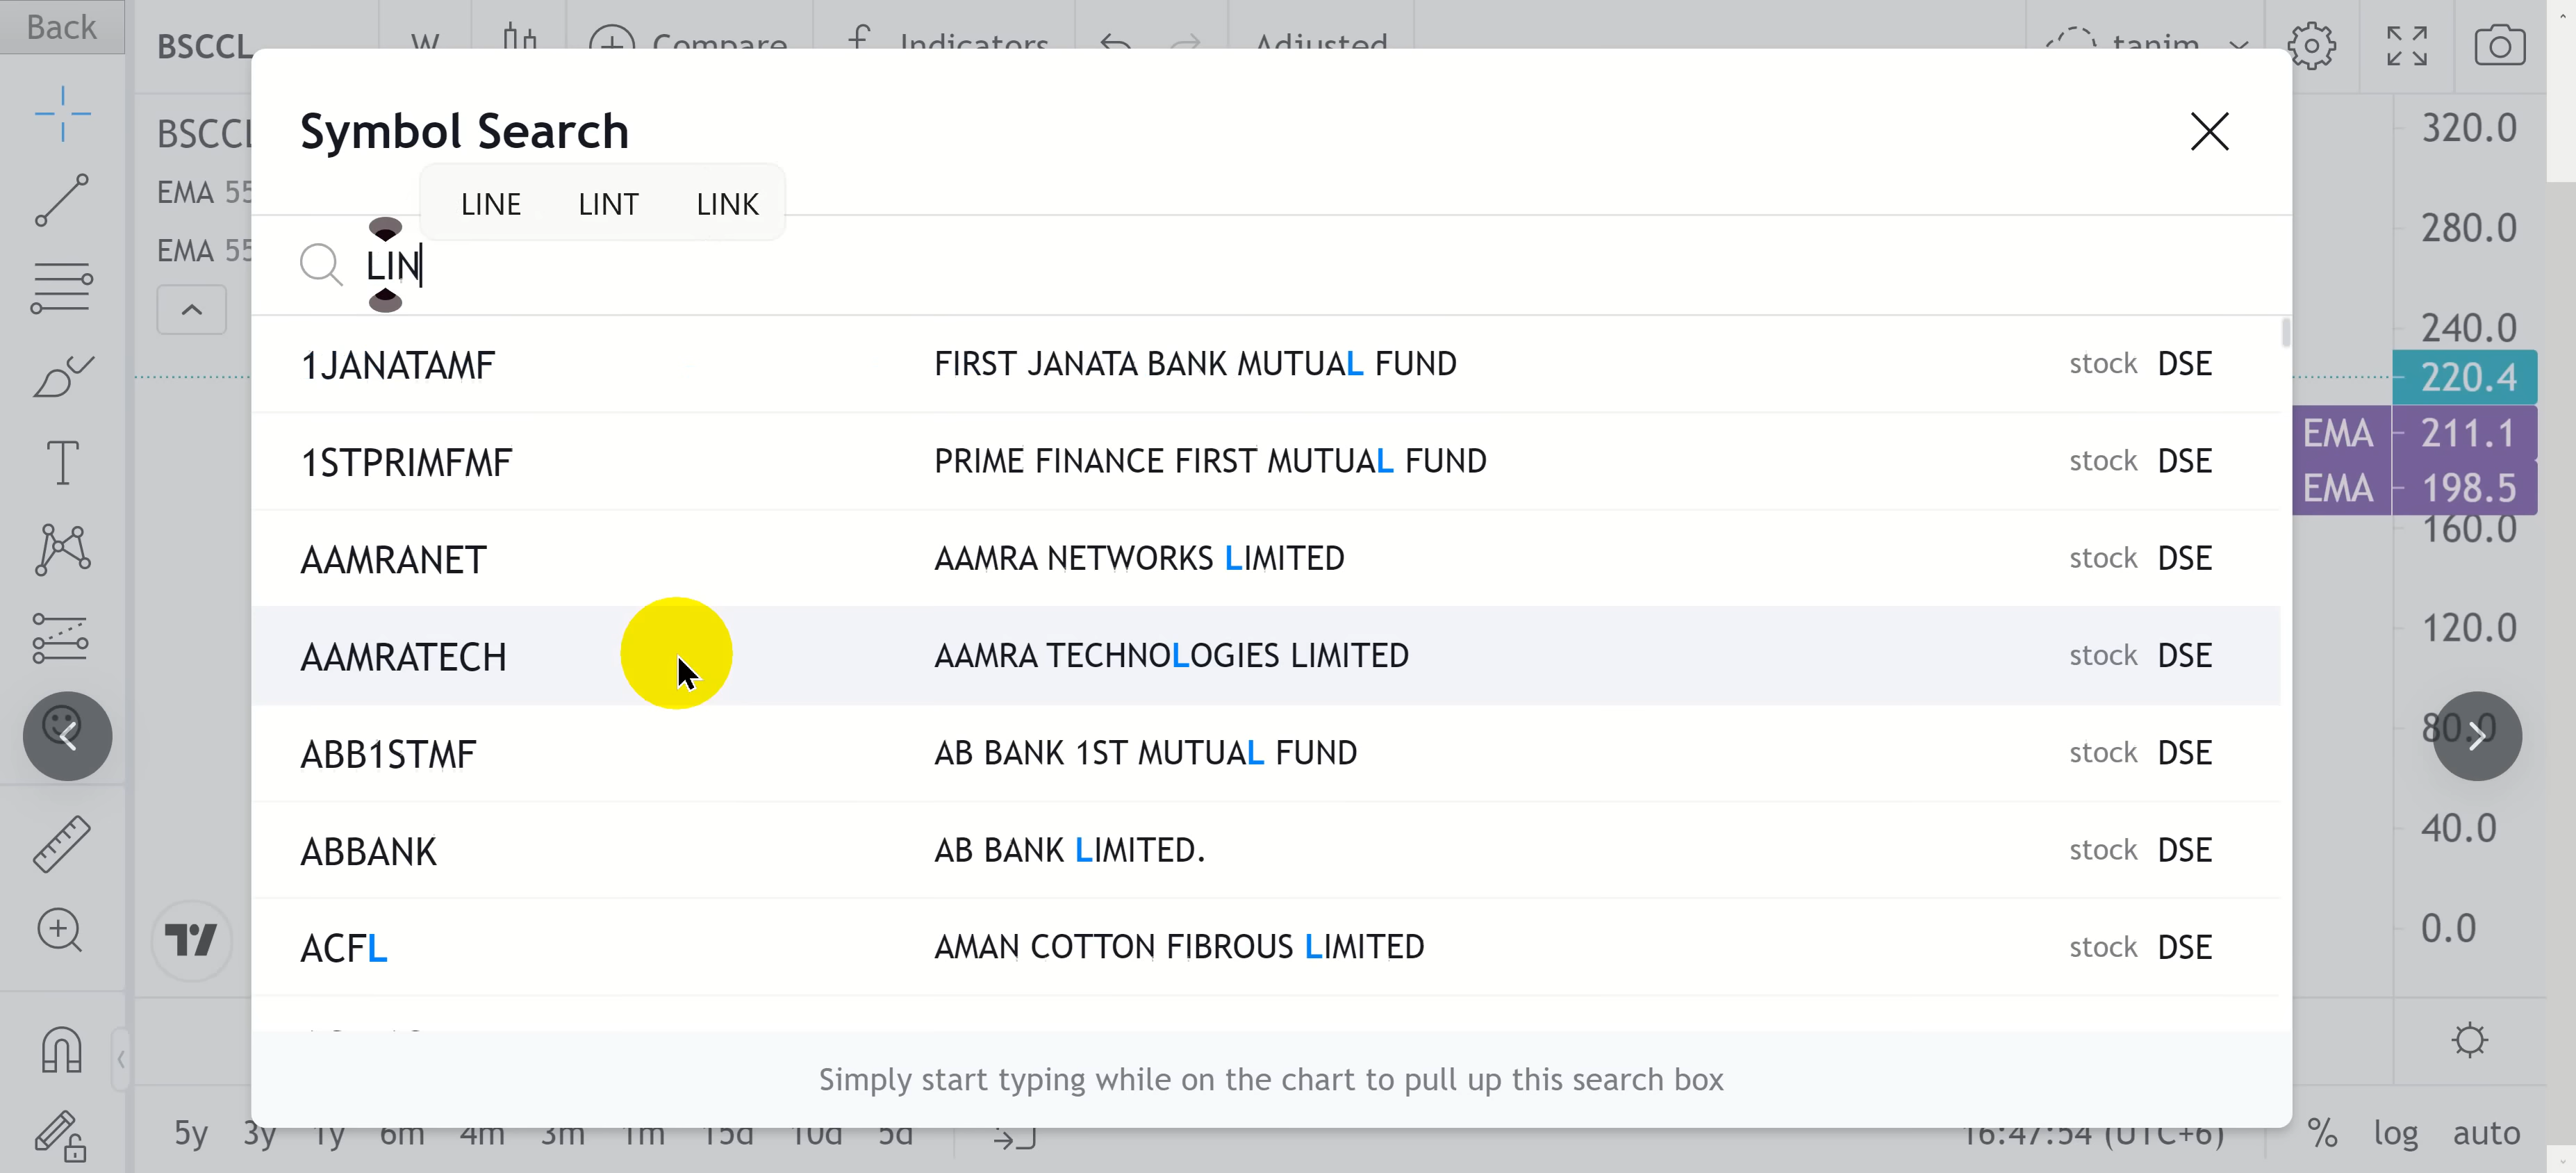 Back
BSCCL W Compare Indicators Adjusted tanim
BSCCL
EMA 55
EMA 55
Symbol Search
LINE LINT LINK
LIN
1JANATAMF FIRST JANATA BANK MUTUAL FUND stock DSE
1STPRIMFMF PRIME FINANCE FIRST MUTUAL FUND stock DSE
AAMRANET AAMRA NETWORKS LIMITED stock DSE
AAMRATECH AAMRA TECHNOLOGIES LIMITED stock DSE
ABB1STMF AB BANK 1ST MUTUAL FUND stock DSE
ABBANK AB BANK LIMITED. stock DSE
ACFL AMAN COTTON FIBROUS LIMITED stock DSE
Simply start typing while on the chart to pull up this search box
320.0
280.0
240.0
220.4
EMA 211.1
EMA 198.5
160.0
120.0
80.0
40.0
0.0
5y 3y 1y 6m 4m 3m 1m 15d 10d 5d 16:47:54 (UTC+6) % log auto